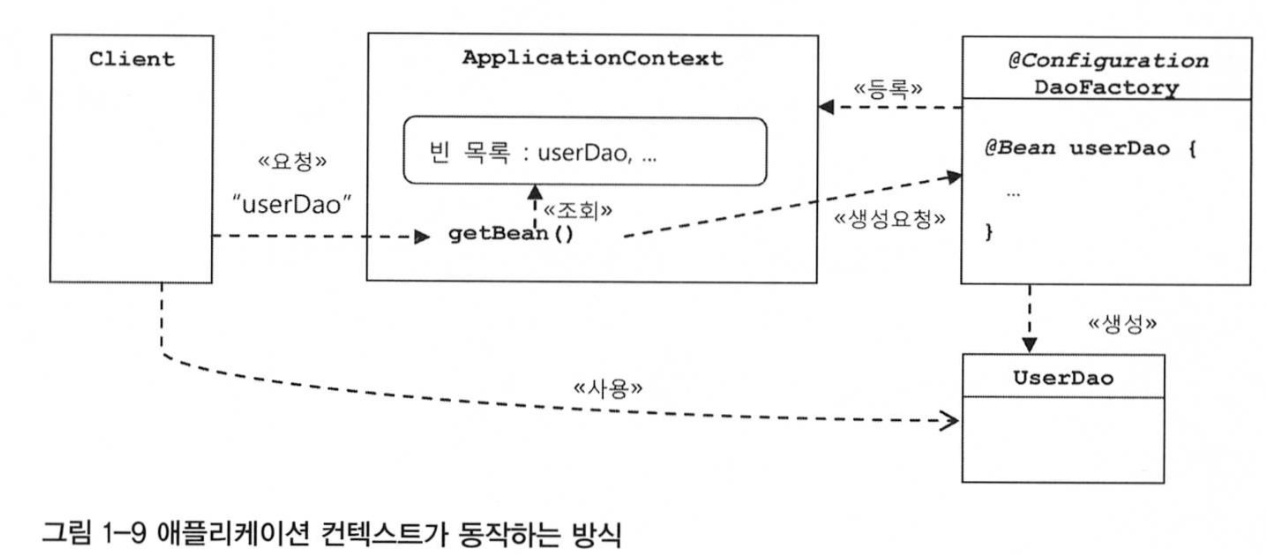 Client
ApplicationContext
@Configuration
DaoFactory
«등록»
빈 목록 : userDao, ...
@Bean userDao {
...
}
«요청»
"userDao"
«조회»
getBean()
«생성요청»
«생성»
UserDao
«사용»
그림 1-9 애플리케이션 컨텍스트가 동작하는 방식